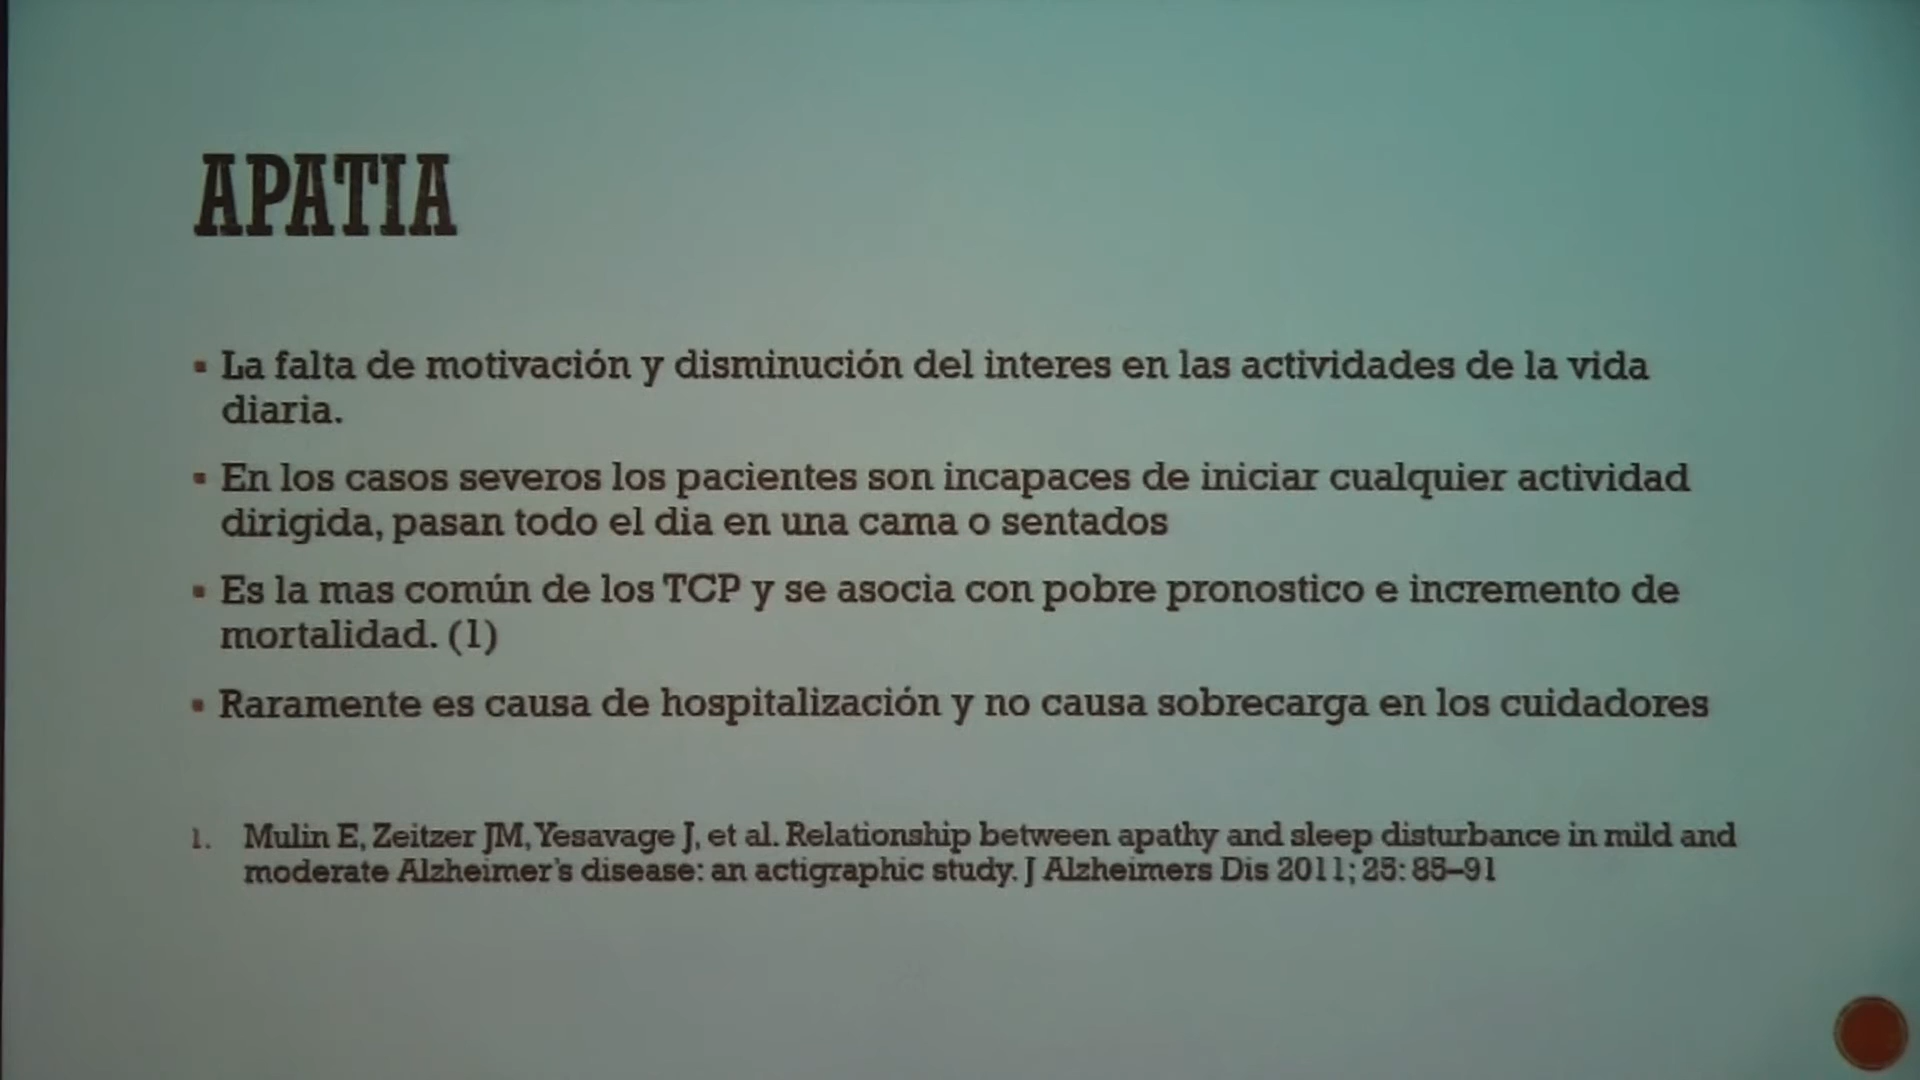 APATIA
▪ La falta de motivación y disminución del interes en las actividades de la vida
diaria.
▪ En los casos severos los pacientes son incapaces de iniciar cualquier actividad
dirigida, pasan todo el dia en una cama o sentados
▪ Es la mas común de los TCP y se asocia con pobre pronostico e incremento de
mortalidad. (1)
▪ Raramente es causa de hospitalización y no causa sobrecarga en los cuidadores
1. Mulin E, Zeitzer JM, Yesavage J, et al. Relationship between apathy and sleep disturbance in mild and
moderate Alzheimer's disease: an actigraphic study. J Alzheimers Dis 2011; 25: 85–91